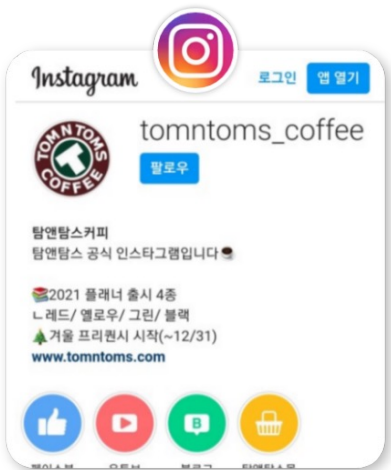 Instagram
로그인
앱 열기
TOM N TOMS COFFEE
tomntoms_coffee
팔로우
탐앤탐스커피
탐앤탐스 공식 인스타그램입니다
2021 플래너 출시 4종
ㄴ레드/ 옐로우/ 그린/ 블랙
겨울 프리퀀시 시작(~12/31)
www.tomntoms.com
B